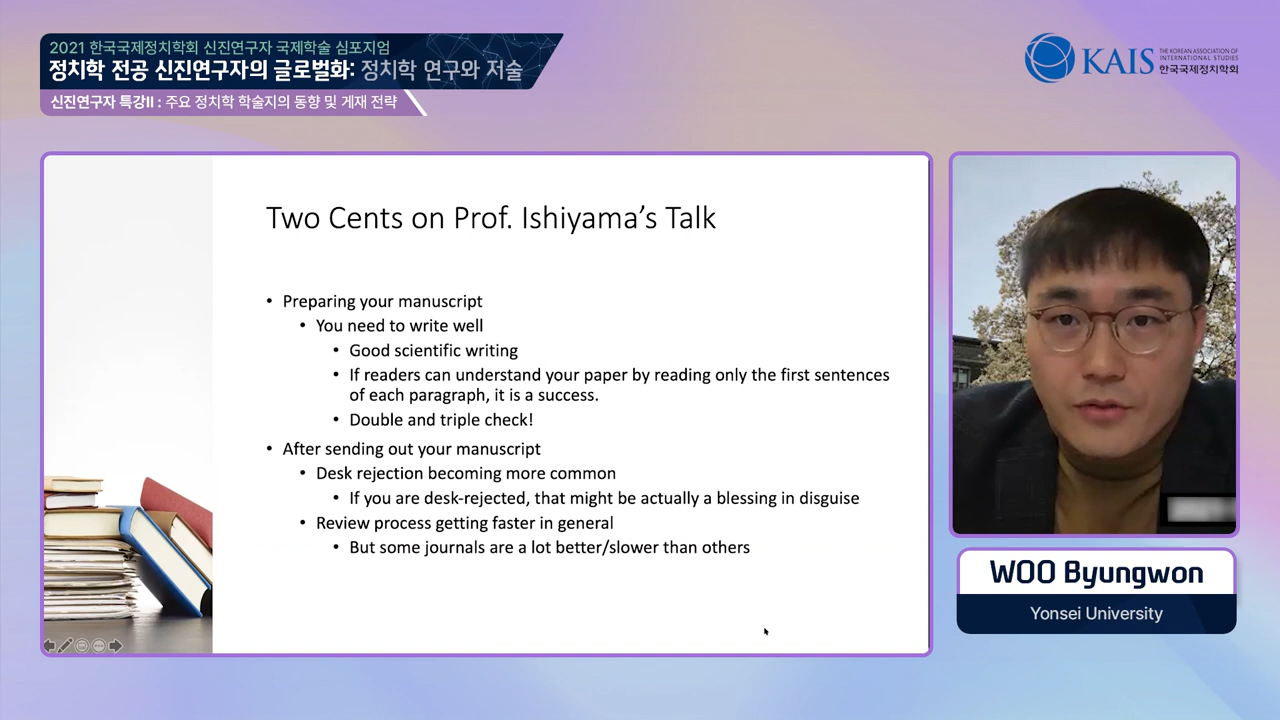 2021 한국국제정치학회 신진연구자 국제학술 심포지엄
정치학 전공 신진연구자의 글로벌화: 정치학 연구와 저술
신진연구자 특강II : 주요 정치학 학술지의 동향 및 게재 전략
KAIS
THE KOREAN ASSOCIATION OF
INTERNATIONAL STUDIES
한국국제정치학회
Two Cents on Prof. Ishiyama's Talk
• Preparing your manuscript
• You need to write well
• Good scientific writing
• If readers can understand your paper by reading only the first sentences
of each paragraph, it is a success.
• Double and triple check!
• After sending out your manuscript
• Desk rejection becoming more common
• If you are desk-rejected, that might be actually a blessing in disguise
• Review process getting faster in general
• But some journals are a lot better/slower than others
WOO Byungwon
Yonsei University